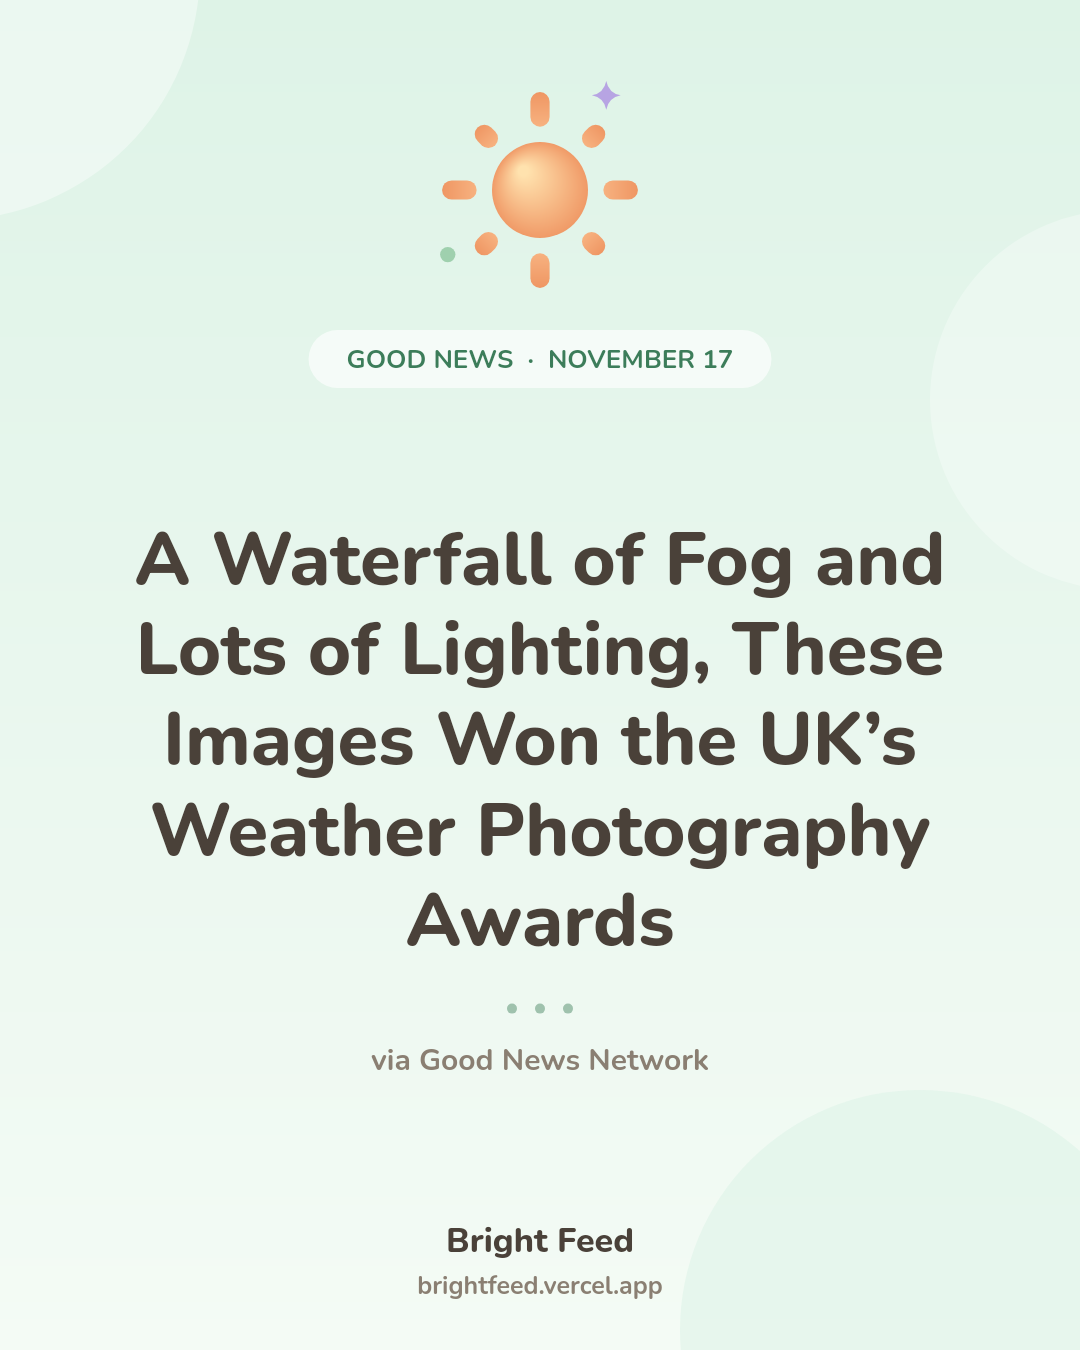 GOOD NEWS · NOVEMBER 17
A Waterfall of Fog and
Lots of Lighting, These
Images Won the UK’s
Weather Photography
Awards
via Good News Network
Bright Feed
brightfeed.vercel.app